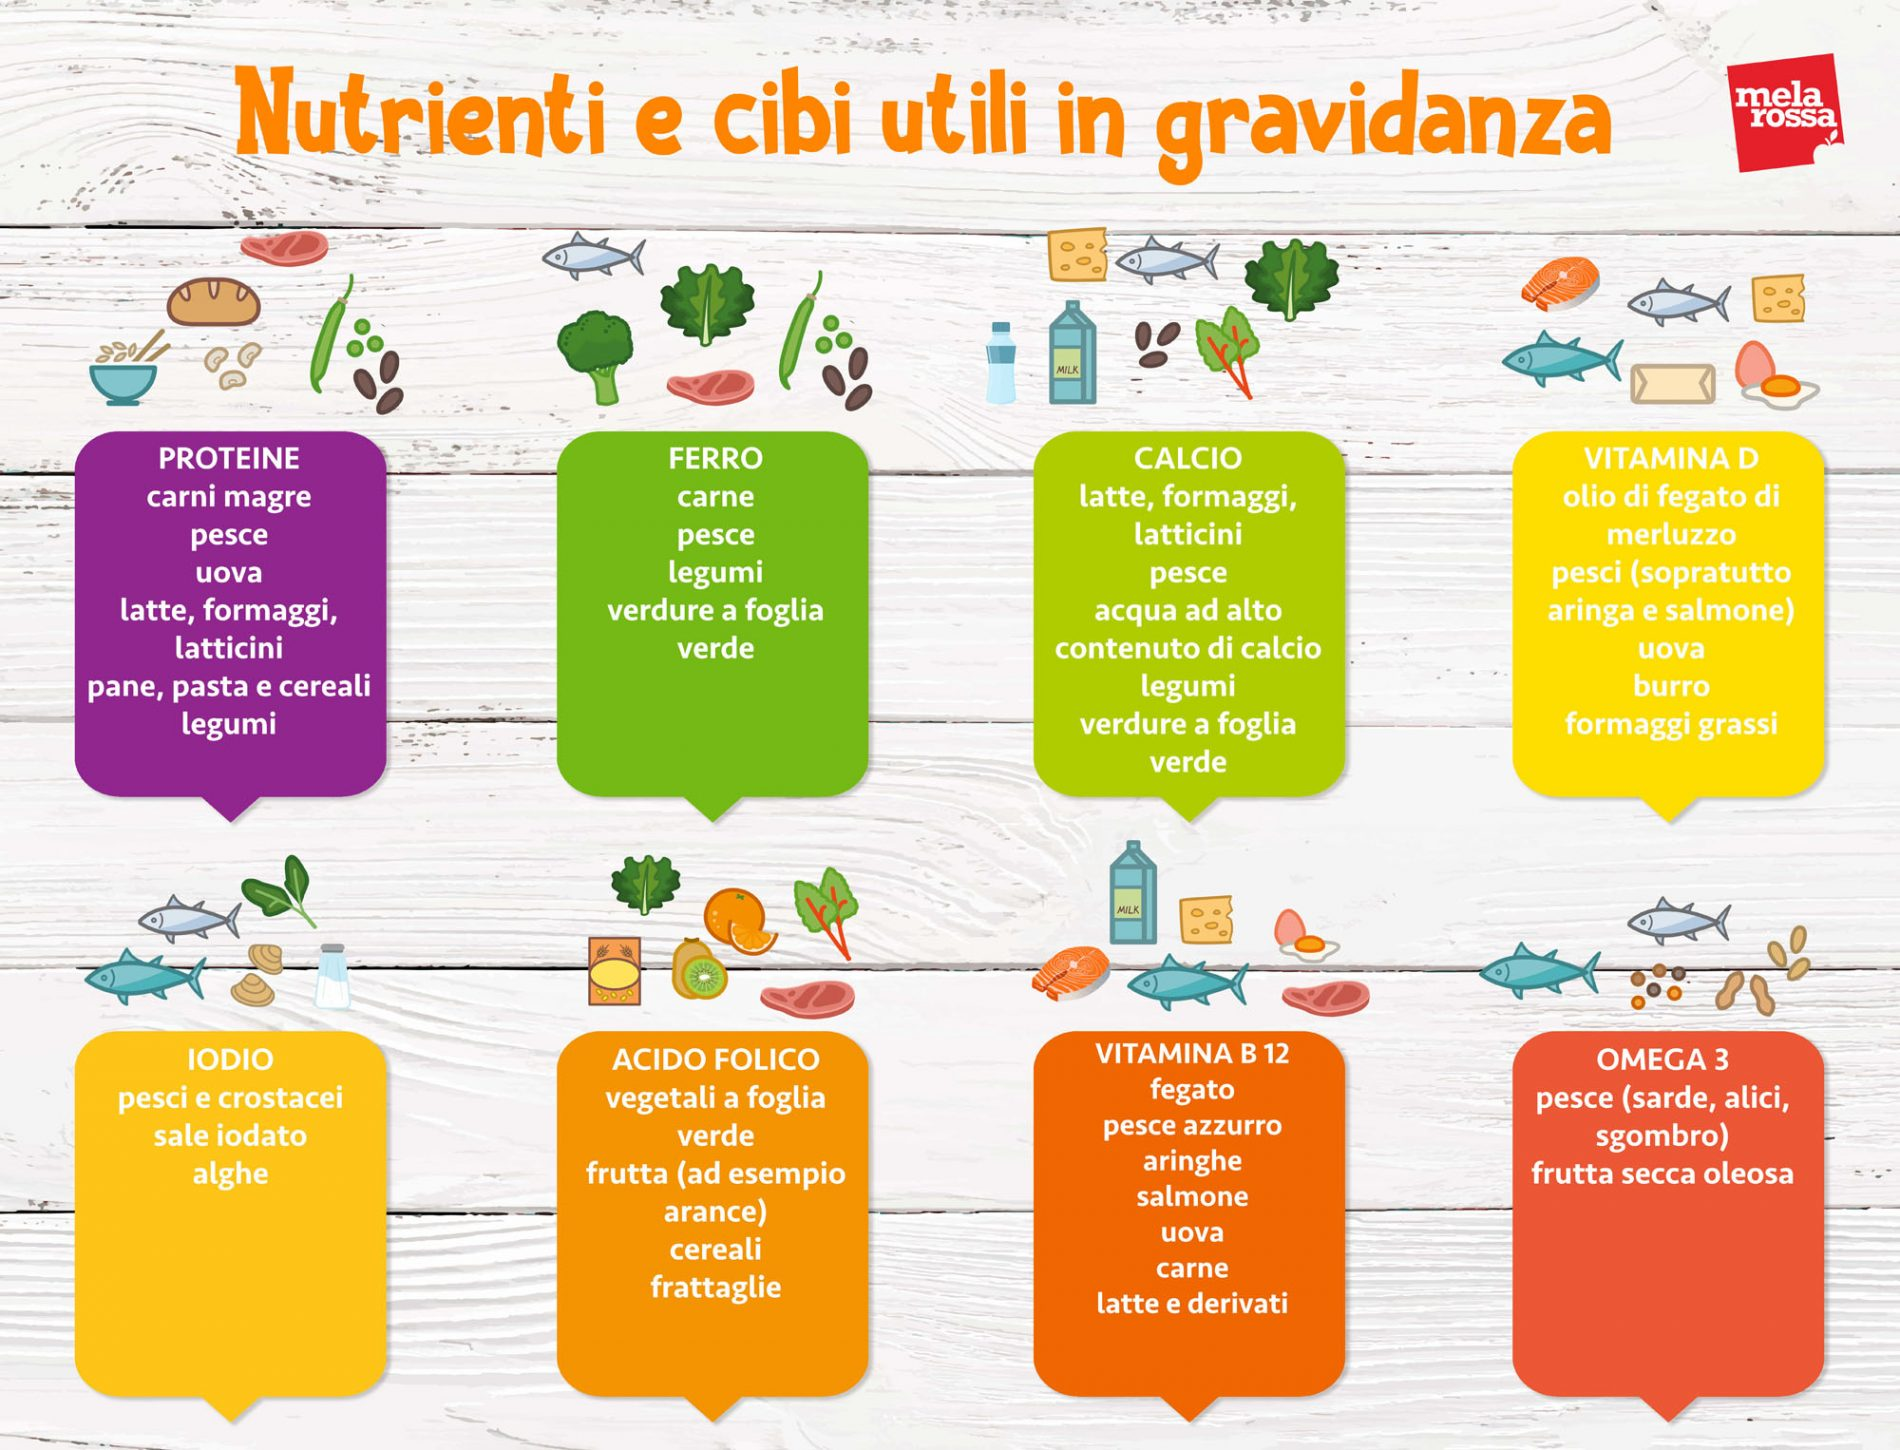 Nutrienti e cibi utili in gravidanza
mela
rossa
MILK
PROTEINE
carni magre
pesce
uova
latte, formaggi,
latticini
pane, pasta e cereali
legumi
FERRO
carne
pesce
legumi
verdure a foglia
verde
CALCIO
latte, formaggi,
latticini
pesce
acqua ad alto
contenuto di calcio
legumi
verdure a foglia
verde
VITAMINA D
olio di fegato di
merluzzo
pesci (sopratutto
aringa e salmone)
uova
burro
formaggi grassi
MILK
IODIO
pesci e crostacei
sale iodato
alghe
ACIDO FOLICO
vegetali a foglia
verde
frutta (ad esempio
arance)
cereali
frattaglie
VITAMINA B 12
fegato
pesce azzurro
aringhe
salmone
uova
carne
latte e derivati
OMEGA 3
pesce (sarde, alici,
sgombro)
frutta secca oleosa